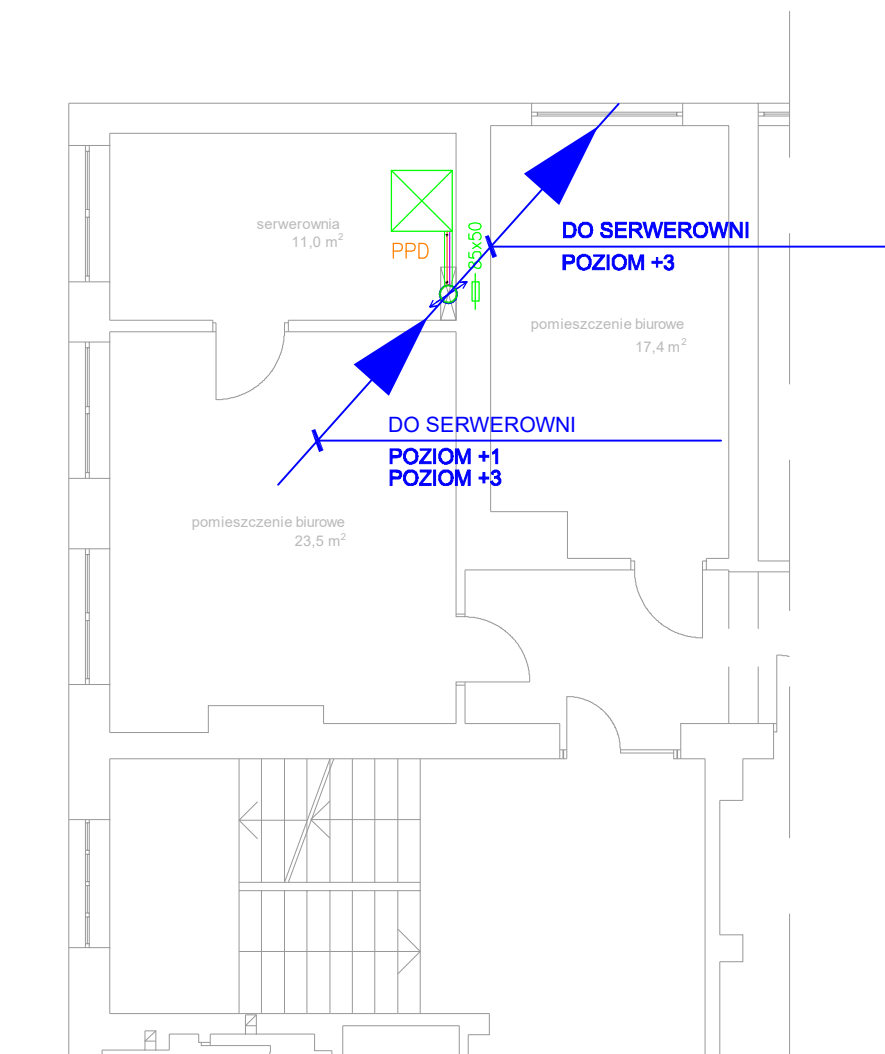 serwerownia
11,0 m²
PPD
85x50
DO SERWEROWNI
POZIOM +3
pomieszczenie biurowe
17,4 m²
DO SERWEROWNI
POZIOM +1
POZIOM +3
pomieszczenie biurowe
23,5 m²